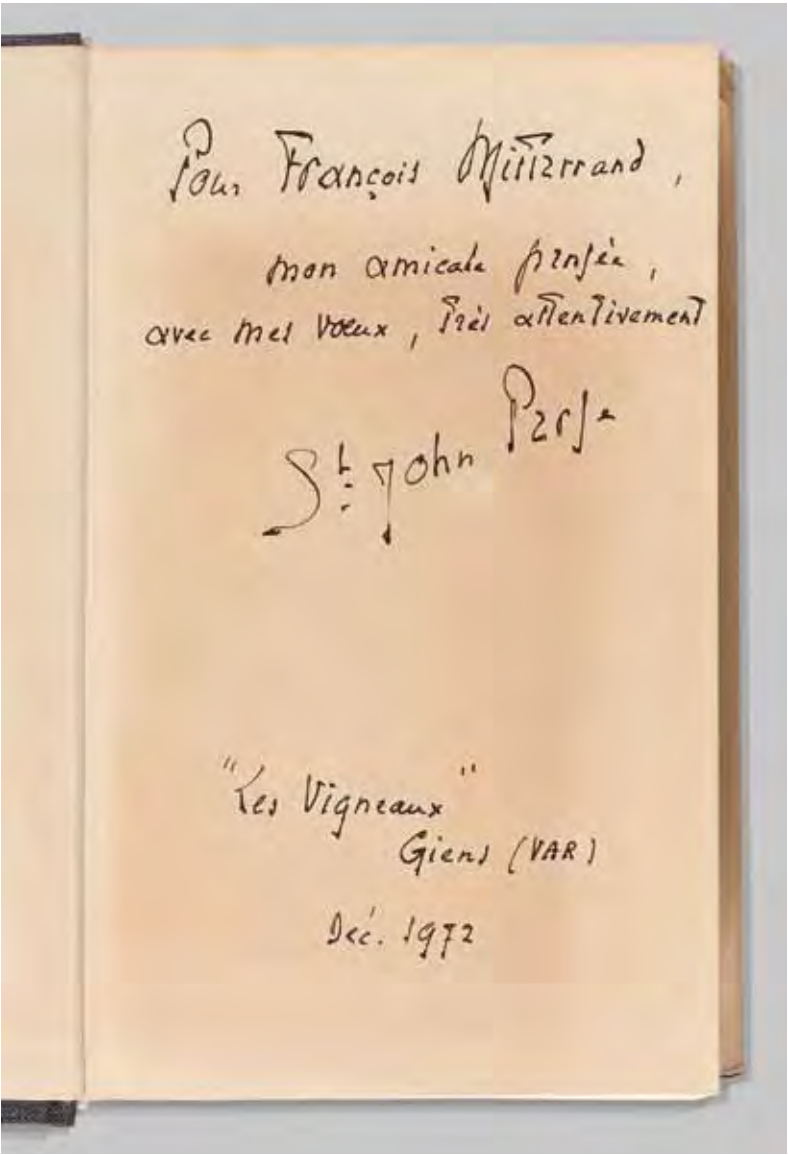 Pour François Mitterrand,
mon amicale pensée,
avec mes vœux, très attentivement
St: John Perse
"Les Vigneaux"
Giens (VAR)
Déc. 1972